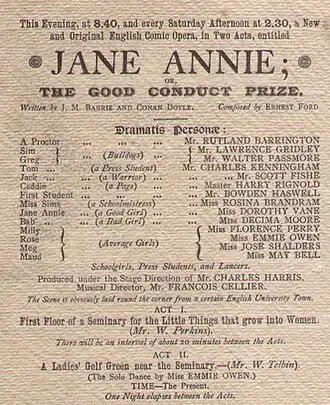 This Evening, at 8.40, and every Saturday Afternoon at 2.30, a New
and Original English Comic Opera, in Two Acts, entitled
JANE ANNIE;
OR,
THE GOOD CONDUCT PRIZE.
Written by J. M. BARRIE AND CONAN DOYLE. Composed by ERNEST FORD
Dramatis Personæ:
A Proctor ... ... ... Mr. RUTLAND BARRINGTON
Sim } (Bulldogs) { Mr. LAWRENCE GRIDLEY
Greg } { Mr. WALTER PASSMORE
Tom ... (a Press Student) Mr. CHARLES KENNINGHAM
Jack ... (a Warrior) ... Mr. SCOTT FISHE
Caddie ... (a Page) ... Master HARRY RIGNOLD
First Student ... ... Mr. BOWDEN HASWELL
Miss Sims (a Schoolmistress) Miss ROSINA BRANDRAM
Jane Annie ... (a Good Girl) ... Miss DOROTHY VANE
Bab ... (a Bad Girl) ... Miss DECIMA MOORE
Milly } { Miss FLORENCE PERRY
Rose } (Average Girls) { Miss EMMIE OWEN
Meg } { Miss JOSE SHALDERS
Maud } { Miss MAY BELL
Schoolgirls, Press Students, and Lancers.
Produced under the Stage Direction of Mr. CHARLES HARRIS.
Musical Director, Mr. FRANCOIS CELLIER.
The Scene is obviously laid round the corner from a certain English University Town.
ACT I.
First Floor of a Seminary for the Little Things that grow into Women.
(Mr. W. Perkins).
There will be an interval of about 20 minutes between the Acts.
ACT II.
A Ladies' Golf Green near the Seminary.—(Mr. W. Telbin).
(The Solo Dance by Miss EMMIE OWEN.)
TIME—The Present.
One Night elapses between the Acts.